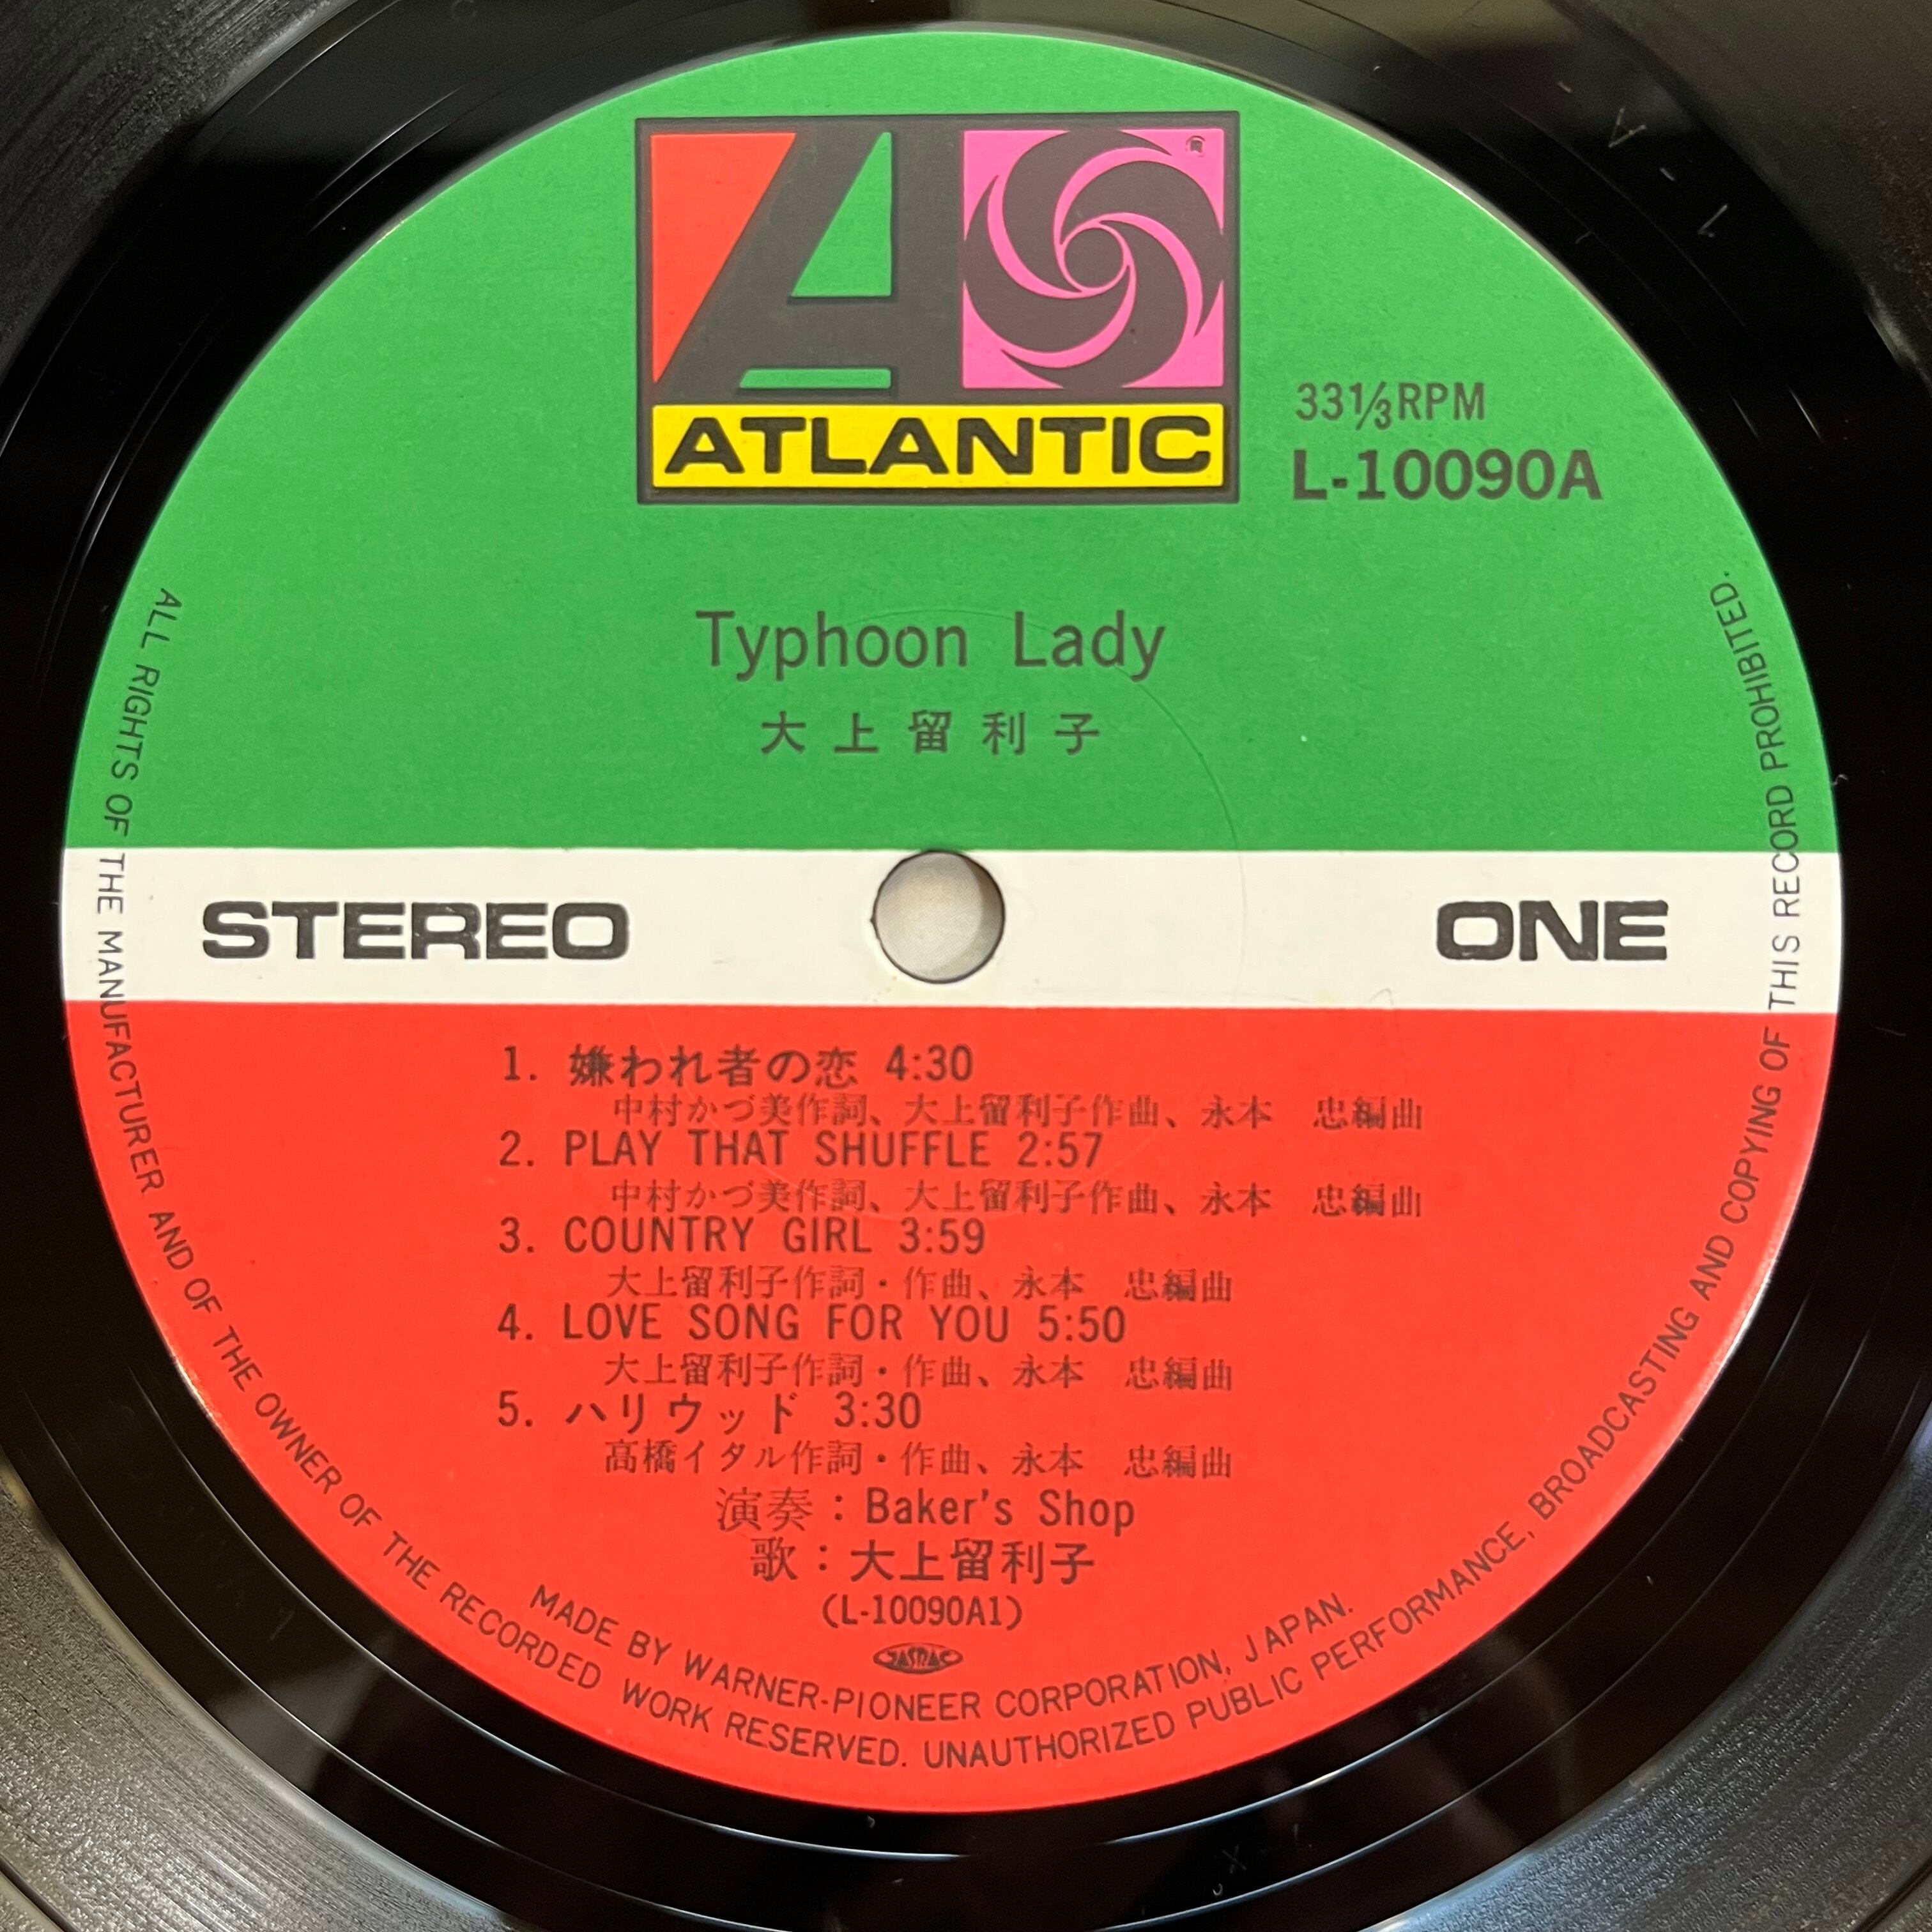 ATLANTIC
33⅓RPM
L-10090A
Typhoon Lady
大上留利子
STEREO
ONE
1. 嫌われ者の恋 4:30
中村かづ美作詞、大上留利子作曲、永本 忠編曲
2. PLAY THAT SHUFFLE 2:57
中村かづ美作詞、大上留利子作曲、永本 忠編曲
3. COUNTRY GIRL 3:59
大上留利子作詞・作曲、永本 忠編曲
4. LOVE SONG FOR YOU 5:50
大上留利子作詞・作曲、永本 忠編曲
5. ハリウッド 3:30
高橋イタル作詞・作曲、永本 忠編曲
演奏：Baker's Shop
歌：大上留利子
(L-10090A1)
JASRAC
MADE BY WARNER-PIONEER CORPORATION, JAPAN.
ALL RIGHTS OF THE MANUFACTURER AND OF THE OWNER OF THE RECORDED WORK RESERVED. UNAUTHORIZED PUBLIC PERFORMANCE, BROADCASTING AND COPYING OF THIS RECORD PROHIBITED.